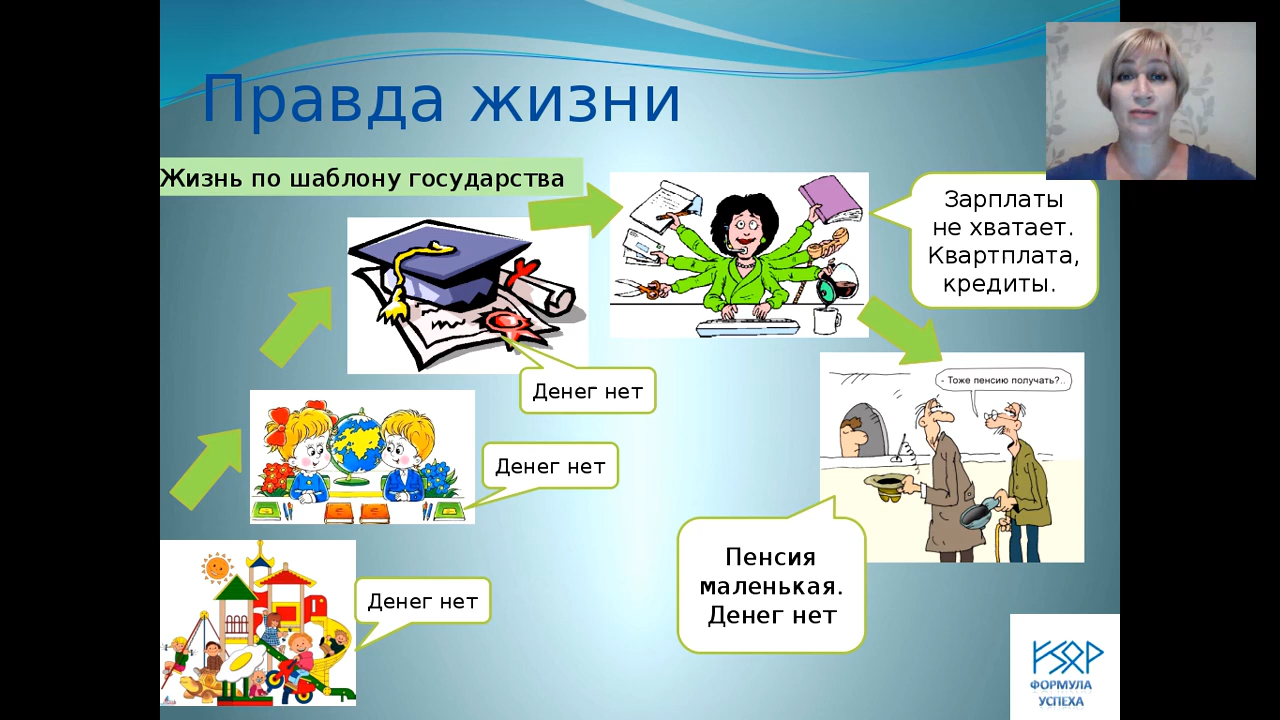 Правда жизни
Жизнь по шаблону государства
Зарплаты
не хватает.
Квартплата,
кредиты.
- Тоже пенсию получать?..
Денег нет
Денег нет
Пенсия
маленькая.
Денег нет
Денег нет
KSQP
ФОРМУЛА
УСПЕХА